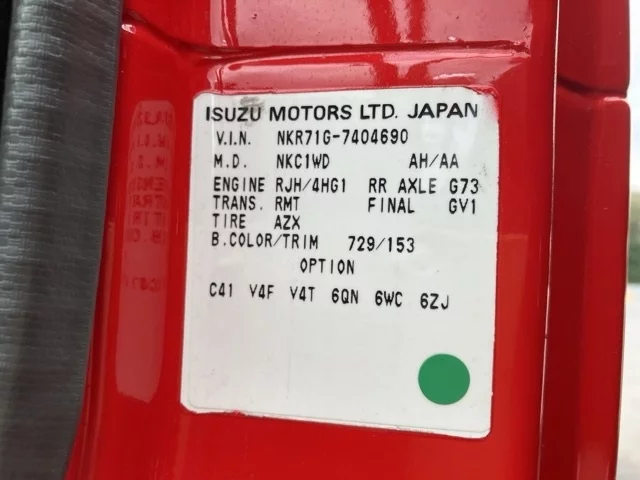 ISUZU MOTORS LTD. JAPAN
V.I.N. NKR71G-7404690
M.D. NKC1WD AH/AA
ENGINE RJH/4HG1 RR AXLE G73
TRANS. RMT FINAL GV1
TIRE AZX
B.COLOR/TRIM 729/153
OPTION
C41 V4F V4T 6QN 6WC 6ZJ